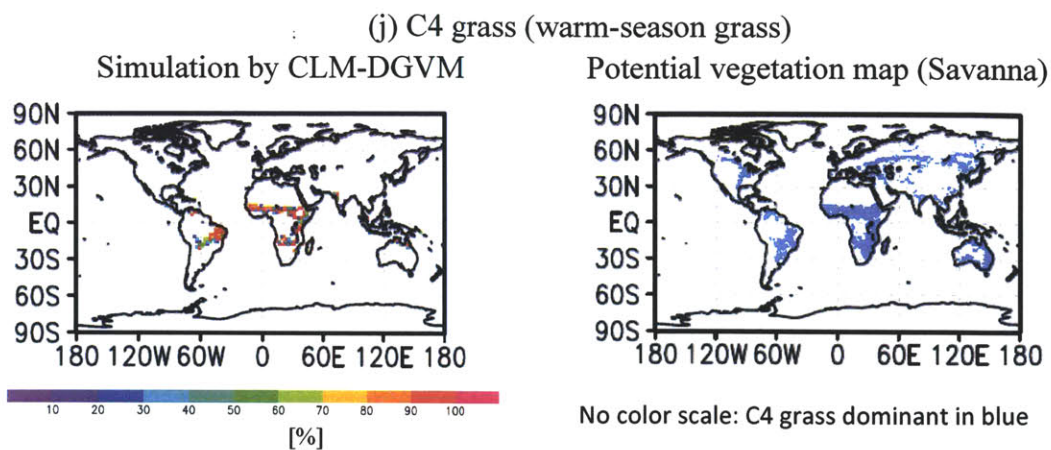 (j) C4 grass (warm-season grass)
Simulation by CLM-DGVM
Potential vegetation map (Savanna)
90N
60N
30N
EQ
30S
60S
90S
180 120W 60W 0 60E 120E 180
90N
60N
30N
EQ
30S
60S
90S
180 120W 60W 0 60E 120E 180
10 20 30 40 50 60 70 80 90 100
[%]
No color scale: C4 grass dominant in blue